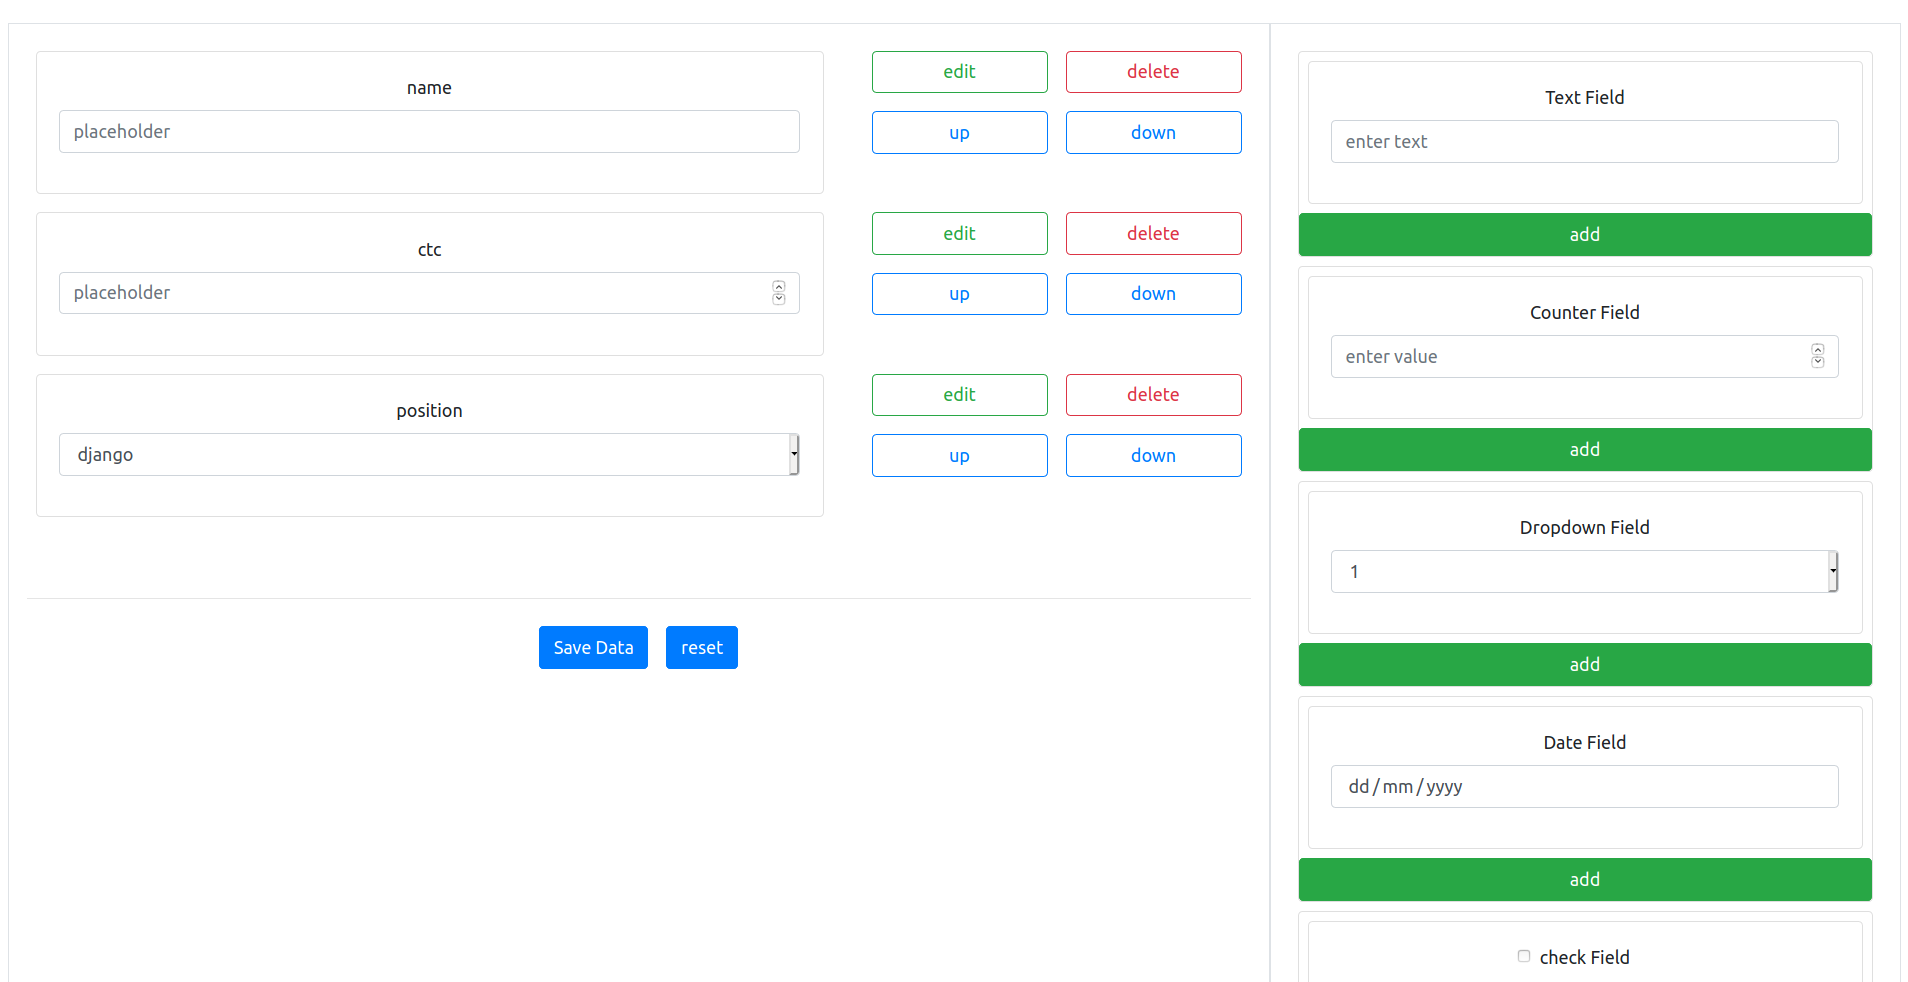 name
placeholder
edit delete
up down
ctc
placeholder
edit delete
up down
position
django
edit delete
up down
Save Data reset
Text Field
enter text
add
Counter Field
enter value
add
Dropdown Field
1
add
Date Field
dd/mm/yyyy
add
check Field